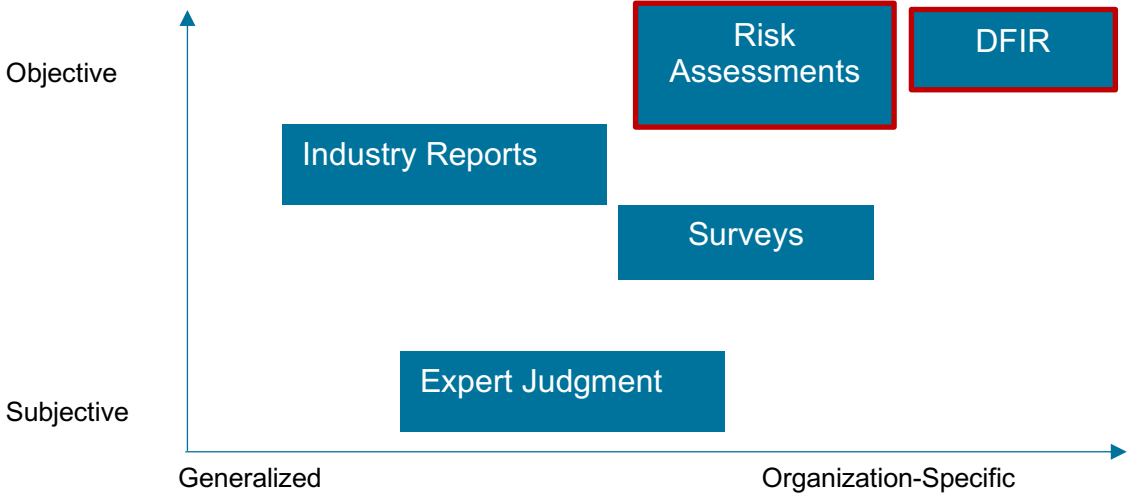 Risk
Assessments
DFIR
Objective
Industry Reports
Surveys
Expert Judgment
Subjective
Generalized
Organization-Specific